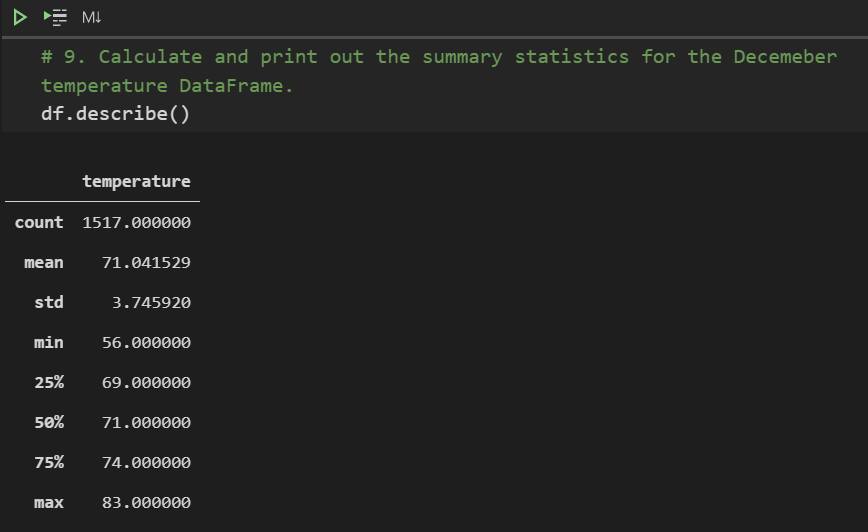 M↓
# 9. Calculate and print out the summary statistics for the Decemeber
temperature DataFrame.
df.describe()
temperature
count 1517.000000
mean 71.041529
std 3.745920
min 56.000000
25% 69.000000
50% 71.000000
75% 74.000000
max 83.000000